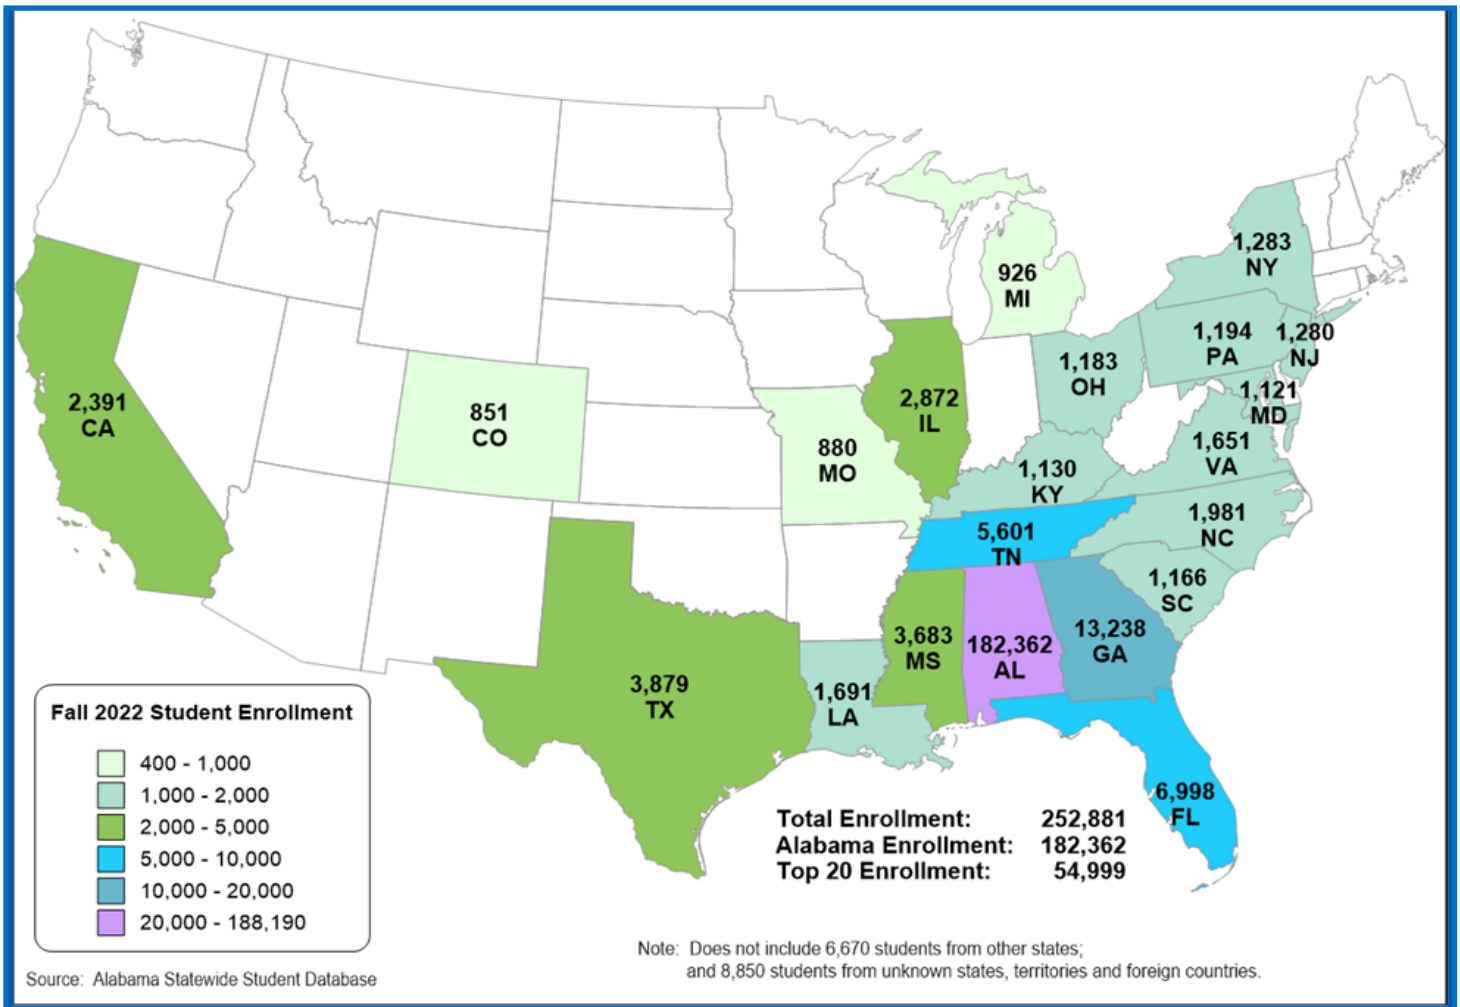 1,283
NY
926
MI
1,194
PA
1,280
NJ
1,183
OH
1,121
MD
2,391
CA
851
CO
2,872
IL
880
MO
1,651
VA
1,130
KY
1,981
NC
5,601
TN
1,166
SC
3,683
MS
182,362
AL
13,238
GA
3,879
TX
1,691
LA
6,998
FL
Fall 2022 Student Enrollment
400 - 1,000
1,000 - 2,000
2,000 - 5,000
5,000 - 10,000
10,000 - 20,000
20,000 - 188,190
Total Enrollment: 252,881
Alabama Enrollment: 182,362
Top 20 Enrollment: 54,999
Note: Does not include 6,670 students from other states;
and 8,850 students from unknown states, territories and foreign countries.
Source: Alabama Statewide Student Database